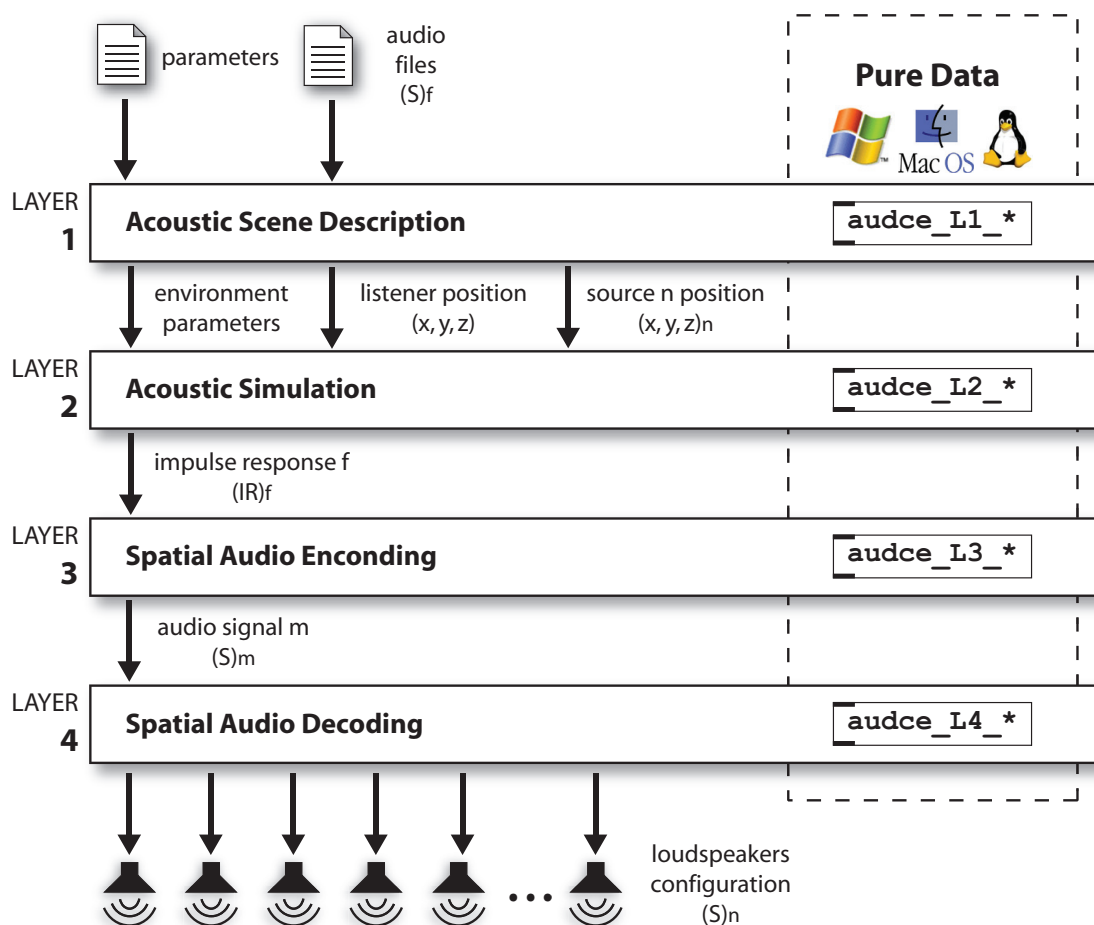 parameters
audio
files
(S)f
Pure Data
TM
Mac OS
LAYER
1
Acoustic Scene Description
audce_L1_*
environment
parameters
listener position
(x, y, z)
source n position
(x, y, z)n
LAYER
2
Acoustic Simulation
audce_L2_*
impulse response f
(IR)f
LAYER
3
Spatial Audio Enconding
audce_L3_*
audio signal m
(S)m
LAYER
4
Spatial Audio Decoding
audce_L4_*
loudspeakers
configuration
(S)n